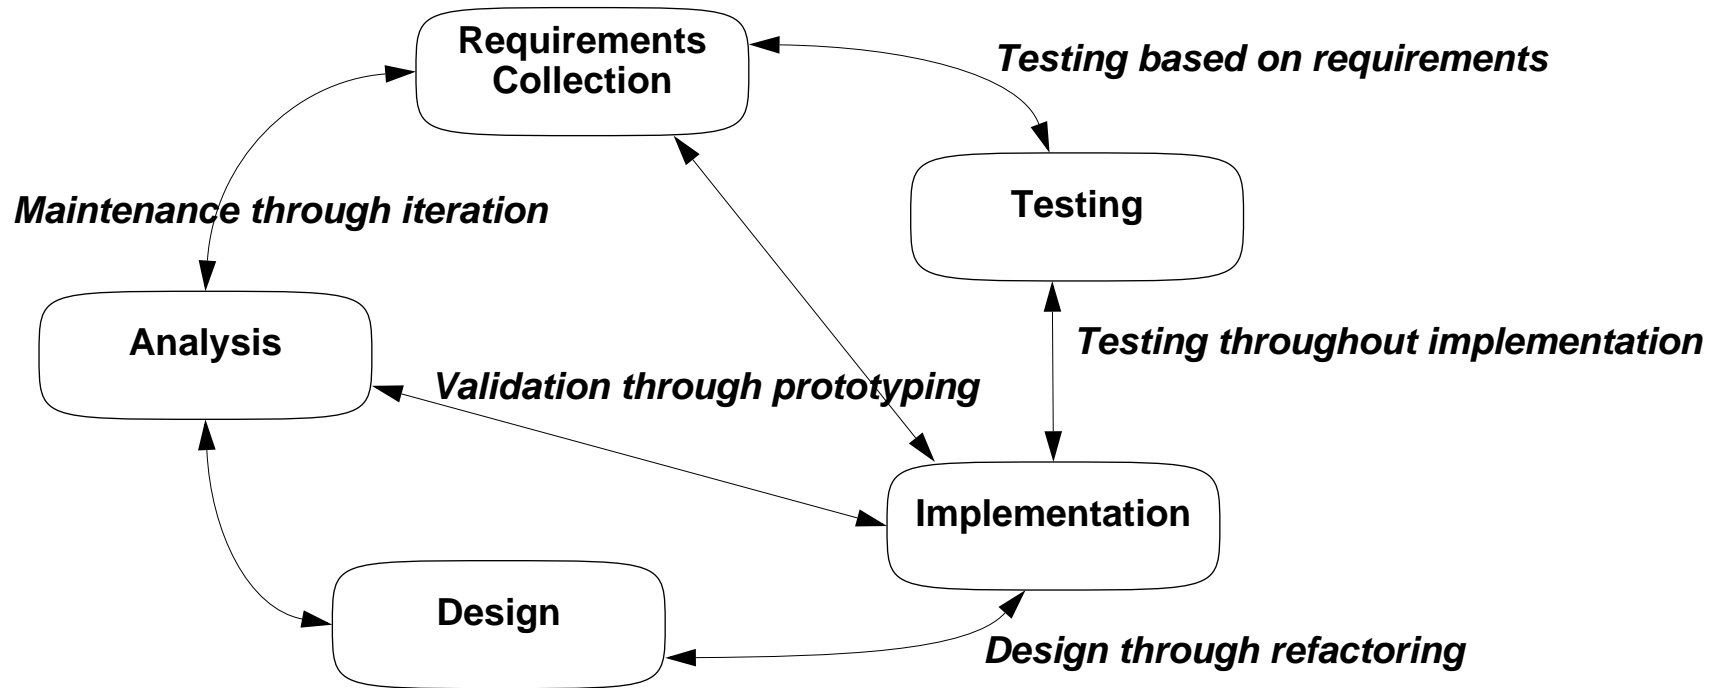 Requirements
Collection
Testing based on requirements
Testing
Maintenance through iteration
Analysis
Testing throughout implementation
Validation through prototyping
Implementation
Design
Design through refactoring